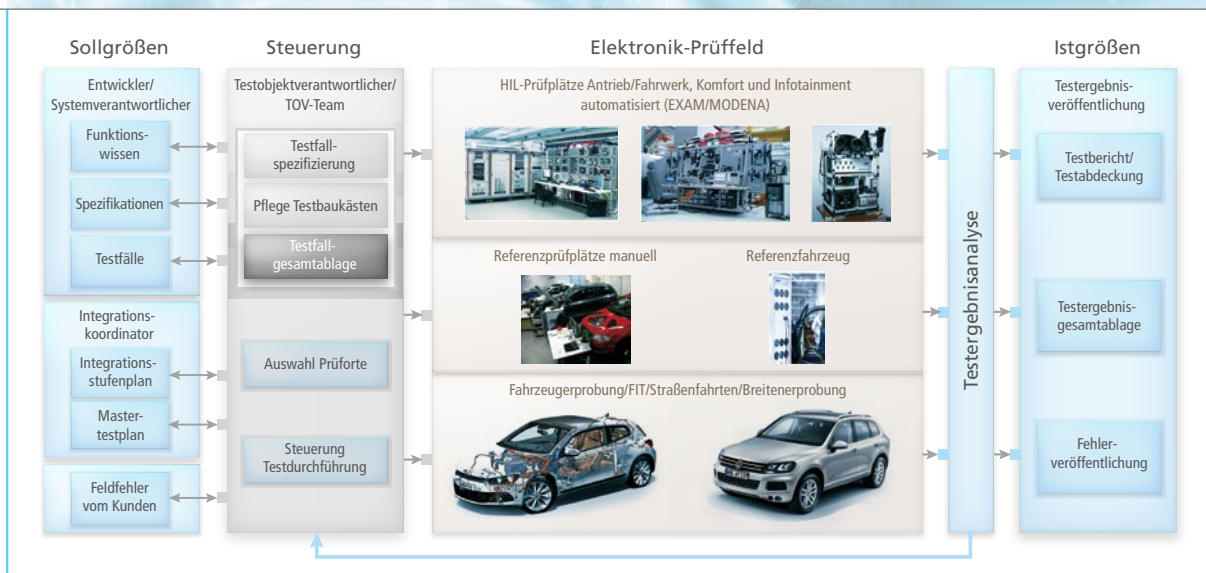 Sollgrößen
Steuerung
Elektronik-Prüffeld
Istgrößen
Entwickler/
Systemverantwortlicher
Funktions-
wissen
Spezifikationen
Testfälle
Integrations-
koordinator
Integrations-
stufenplan
Master-
testplan
Feldfehler
vom Kunden
Testobjektverantwortlicher/
TOV-Team
Testfall-
spezifizierung
Pflege Testbaukästen
Testfall-
gesamtablage
Auswahl Prüforte
Steuerung
Testdurchführung
HIL-Prüfplätze Antrieb/Fahrwerk, Komfort und Infotainment
automatisiert (EXAM/MODENA)
Referenzprüfplätze manuell
Referenzfahrzeug
Fahrzeugerprobung/FIT/Straßenfahrten/Breitenerprobung
Testergebnisanalyse
Testergebnis-
veröffentlichung
Testbericht/
Testabdeckung
Testergebnis-
gesamtablage
Fehler-
veröffentlichung